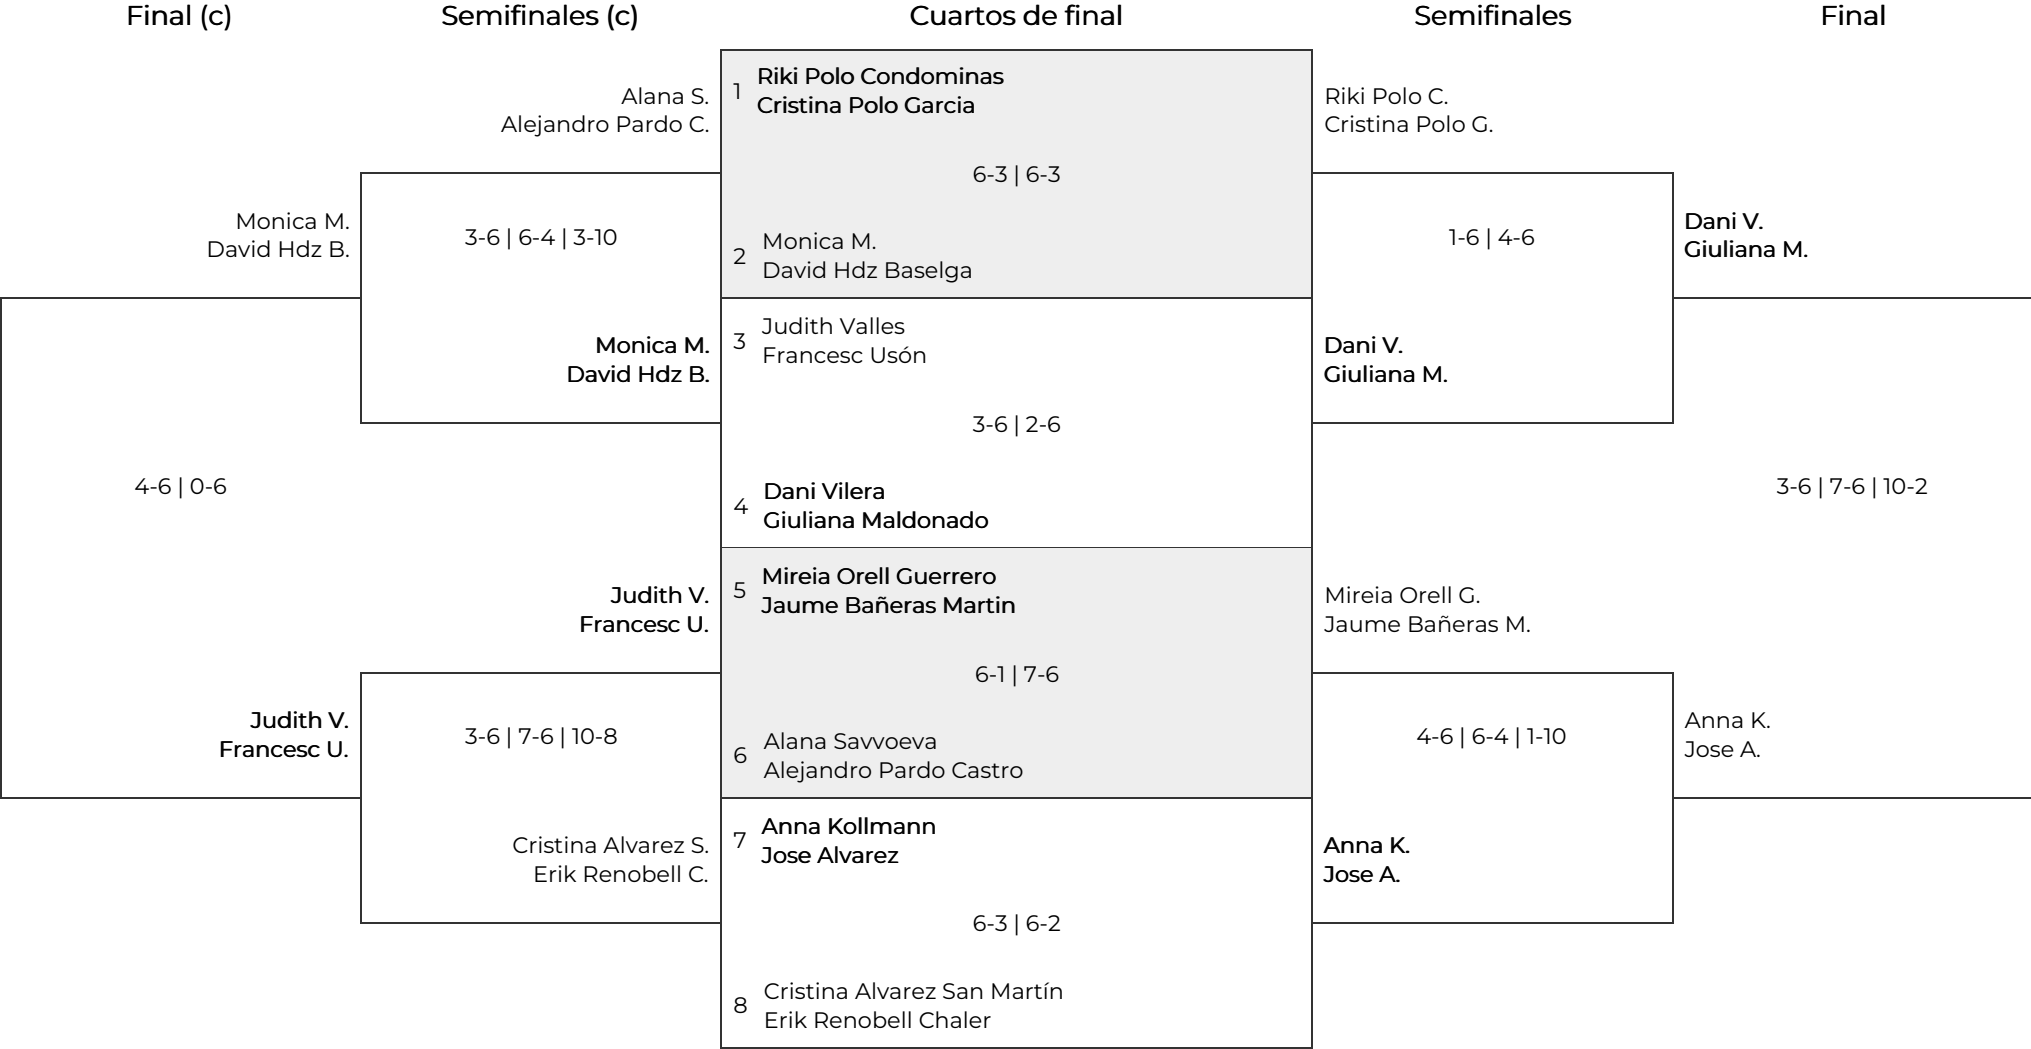 Final (c)
Semifinales (c)
Cuartos de final
Semifinales
Final
Monica M.
David Hdz B.
4-6 | 0-6
Judith V.
Francesc U.
Alana S.
Alejandro Pardo C.
3-6 | 6-4 | 3-10
Monica M.
David Hdz B.
Judith V.
Francesc U.
3-6 | 7-6 | 10-8
Cristina Alvarez S.
Erik Renobell C.
1
Riki Polo Condominas
Cristina Polo Garcia
6-3 | 6-3
2
Monica M.
David Hdz Baselga
3
Judith Valles
Francesc Usón
3-6 | 2-6
4
Dani Vilera
Giuliana Maldonado
5
Mireia Orell Guerrero
Jaume Bañeras Martin
6-1 | 7-6
6
Alana Savvoeva
Alejandro Pardo Castro
7
Anna Kollmann
Jose Alvarez
6-3 | 6-2
8
Cristina Alvarez San Martín
Erik Renobell Chaler
Riki Polo C.
Cristina Polo G.
1-6 | 4-6
Dani V.
Giuliana M.
Mireia Orell G.
Jaume Bañeras M.
4-6 | 6-4 | 1-10
Anna K.
Jose A.
Dani V.
Giuliana M.
3-6 | 7-6 | 10-2
Anna K.
Jose A.